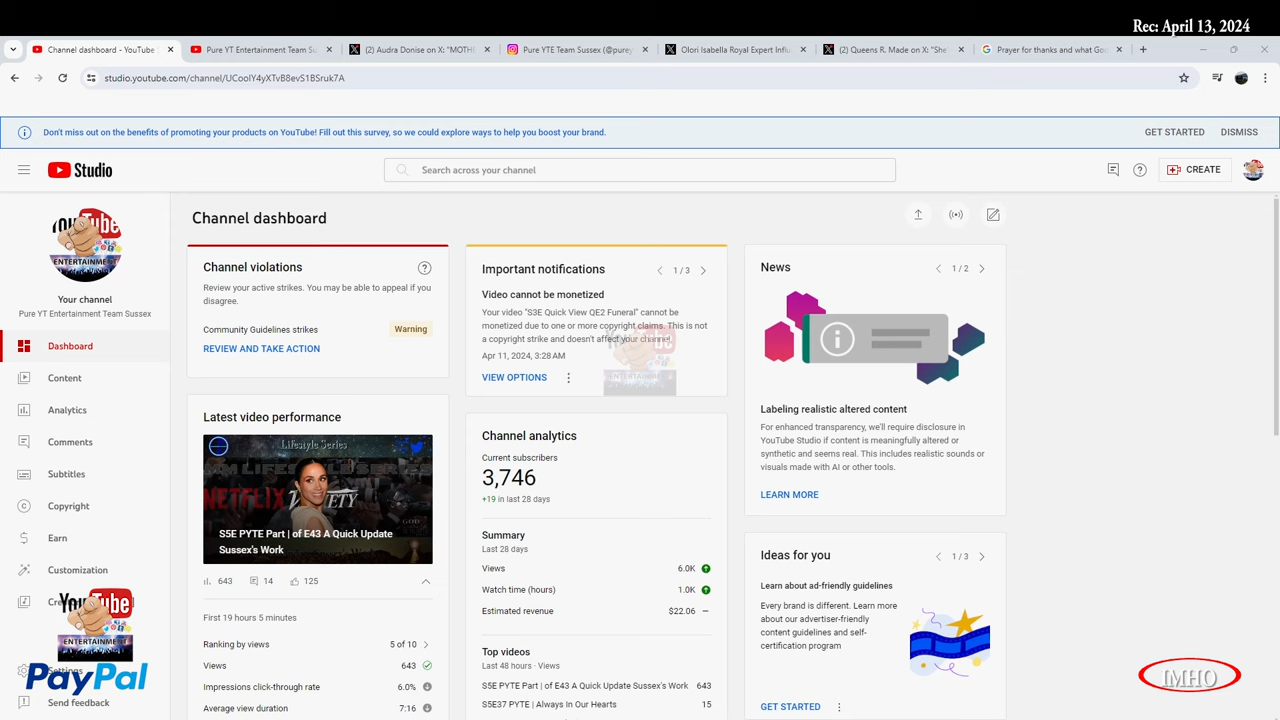 Rec: April 13, 2024
Channel dashboard - YouTube S
Pure YT Entertainment Team Su
(2) Audra Donise on X: "MOTH
Pure YTE Team Sussex (@purey
Olori Isabella Royal Expert Influ
(2) Queens R. Made on X: "She
Prayer for thanks and what Go
studio.youtube.com/channel/UCooIY4yXTvB8evS1BSruk7A
Don't miss out on the benefits of promoting your products on YouTube! Fill out this survey, so we could explore ways to help you boost your brand.
GET STARTED
DISMISS
Studio
Search across your channel
CREATE
YouTube
ENTERTAINMENT
Your channel
Pure YT Entertainment Team Sussex
Dashboard
Content
Analytics
Comments
Subtitles
Copyright
Earn
Customization
YouTube
ENTERTAINMENT
Settings
PayPal
Send feedback
Channel dashboard
Channel violations
Review your active strikes. You may be able to appeal if you
disagree.
Community Guidelines strikes
Warning
REVIEW AND TAKE ACTION
Latest video performance
Lifestyle Series
NETFLIX
VARIETY
S5E PYTE Part | of E43 A Quick Update
Sussex's Work
643
14
125
First 19 hours 5 minutes
Ranking by views
5 of 10
Views
643
Impressions click-through rate
6.0%
Average view duration
7:16
Important notifications
1 / 3
Video cannot be monetized
Your video "S3E Quick View QE2 Funeral" cannot be
monetized due to one or more copyright claims. This is not
a copyright strike and doesn't affect your channel.
Apr 11, 2024, 3:28 AM
VIEW OPTIONS
Channel analytics
Current subscribers
3,746
+19 in last 28 days
Summary
Last 28 days
Views
6.0K
Watch time (hours)
1.0K
Estimated revenue
$22.06
Top videos
Last 48 hours · Views
S5E PYTE Part | of E43 A Quick Update Sussex's Work
643
S5E37 PYTE | Always In Our Hearts
15
News
1 / 2
Labeling realistic altered content
For enhanced transparency, we'll require disclosure in
YouTube Studio if content is meaningfully altered or
synthetic and seems real. This includes realistic sounds or
visuals made with AI or other tools.
LEARN MORE
Ideas for you
1 / 3
Learn about ad-friendly guidelines
Every brand is different. Learn more
about our advertiser-friendly
content guidelines and self-
certification program
GET STARTED
IMHO